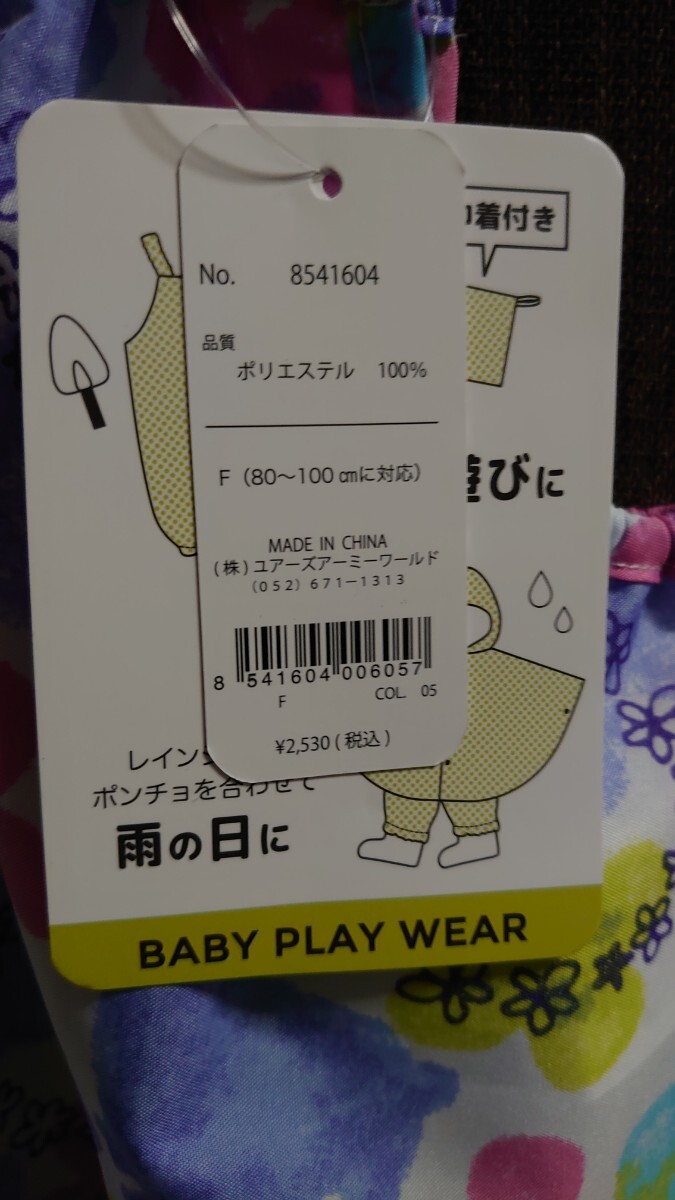 No. 8541604
品質
ポリエステル 100%
F (80〜100㎝に対応)
MADE IN CHINA
(株)ユアーズアーミーワールド
(052) 671-1313
8 541604 006057
F COL. 05
¥2,530 (税込)
着付き
遊びに
レイン
ポンチョを合わせて
雨の日に
BABY PLAY WEAR